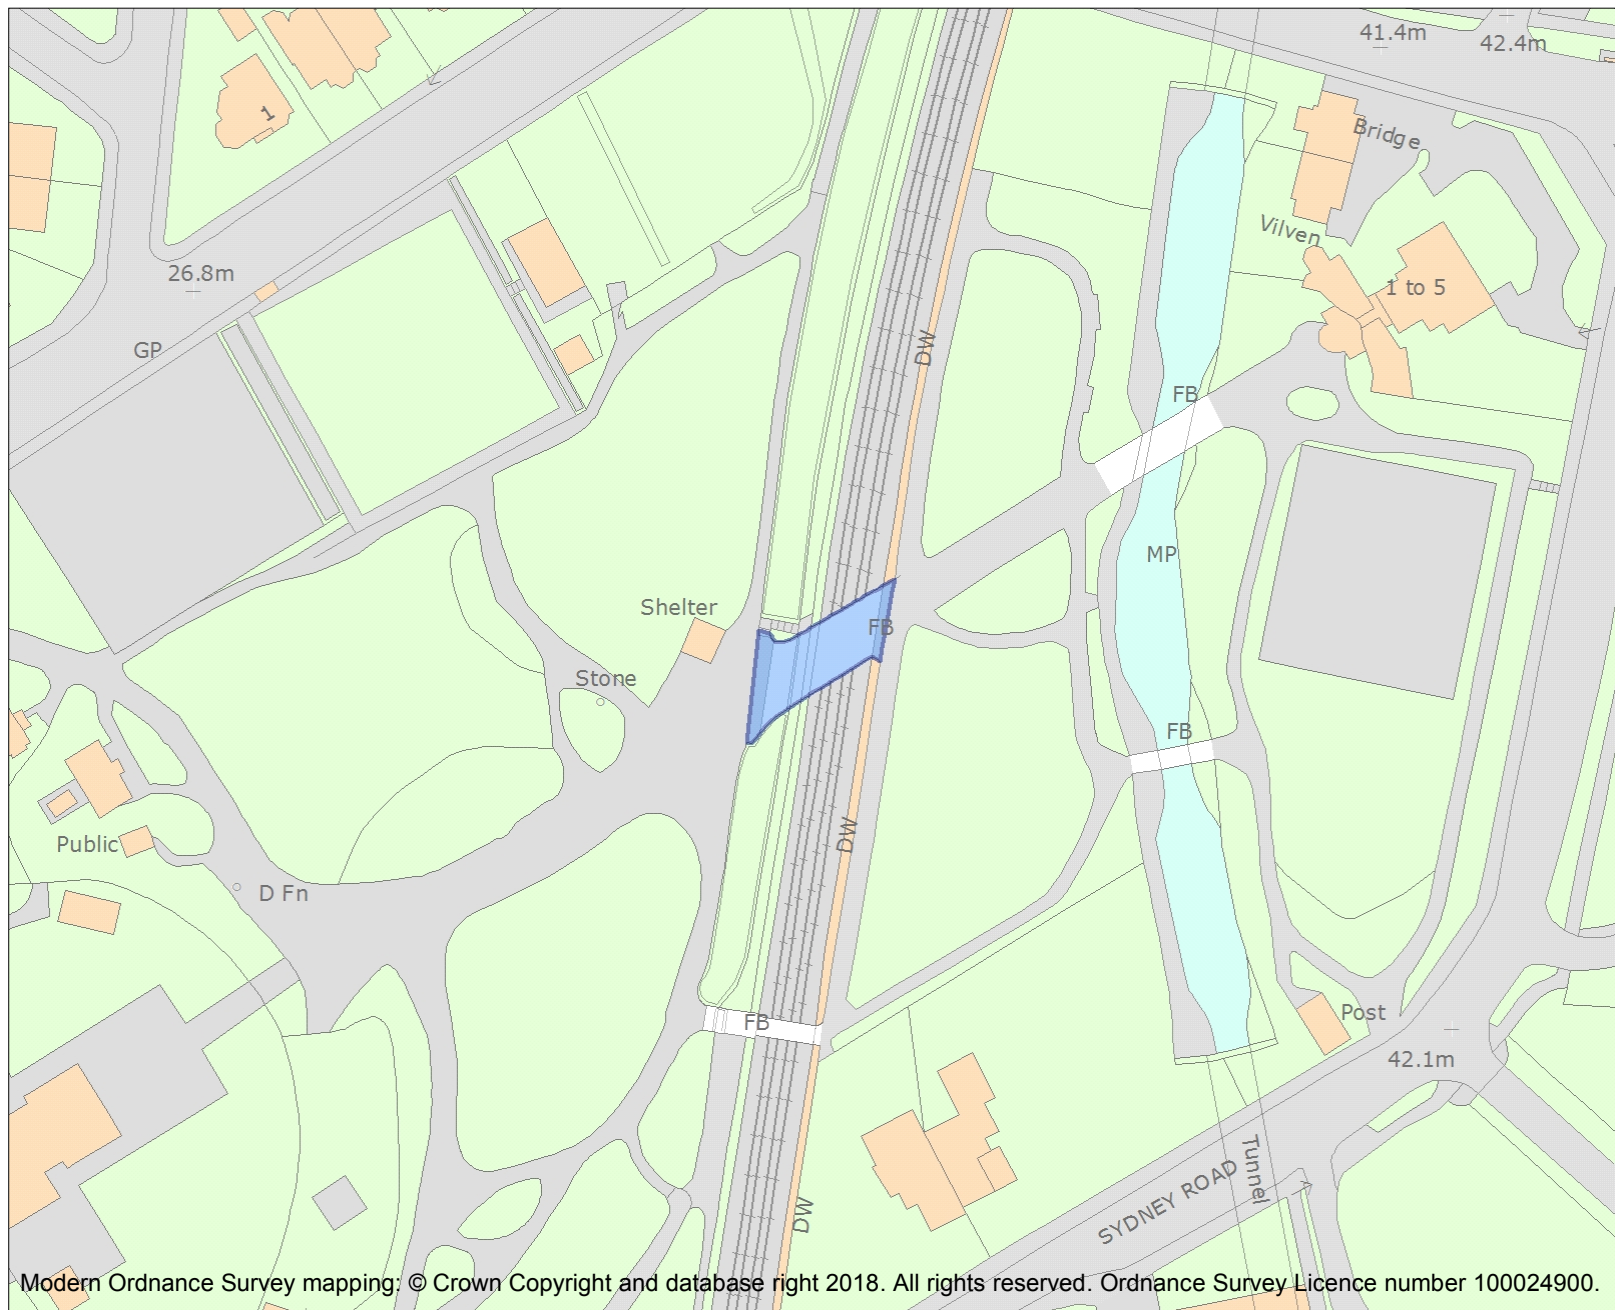 41.4m
42.4m
1
Bridge
Vilven
26.8m
1 to 5
GP
DW
FB
MP
Shelter
FB
Stone
FB
DW
Public
D Fn
Post
FB
42.1m
Tunnel
SYDNEY ROAD
DW
Modern Ordnance Survey mapping: © Crown Copyright and database right 2018. All rights reserved. Ordnance Survey Licence number 100024900.